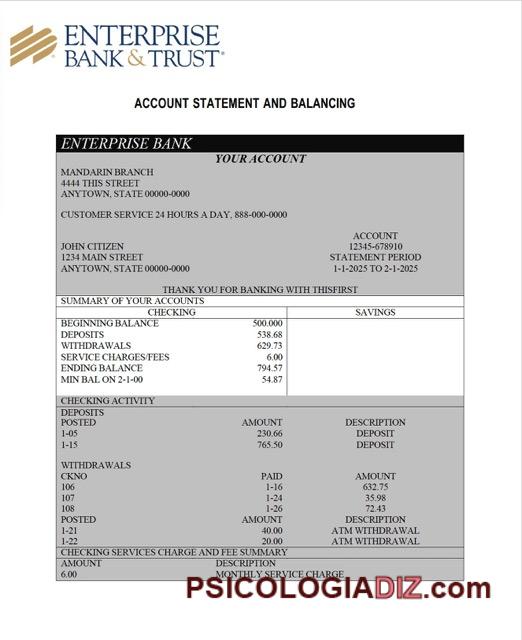 ENTERPRISE
BANK & TRUST
ACCOUNT STATEMENT AND BALANCING
ENTERPRISE BANK
YOUR ACCOUNT
MANDARIN BRANCH
4444 THIS STREET
ANYTOWN, STATE 00000-0000
CUSTOMER SERVICE 24 HOURS A DAY, 888-000-0000
ACCOUNT
JOHN CITIZEN 12345-678910
1234 MAIN STREET STATEMENT PERIOD
ANYTOWN, STATE 00000-0000 1-1-2025 TO 2-1-2025
THANK YOU FOR BANKING WITH THISFIRST
SUMMARY OF YOUR ACCOUNTS
CHECKING SAVINGS
BEGINNING BALANCE 500.000
DEPOSITS 538.68
WITHDRAWALS 629.73
SERVICE CHARGES/FEES 6.00
ENDING BALANCE 794.57
MIN BAL ON 2-1-00 54.87
CHECKING ACTIVITY
DEPOSITS
POSTED AMOUNT DESCRIPTION
1-05 230.66 DEPOSIT
1-15 765.50 DEPOSIT
WITHDRAWALS
CKNO PAID AMOUNT
106 1-16 632.75
107 1-24 35.98
108 1-26 72.43
POSTED AMOUNT DESCRIPTION
1-21 40.00 ATM WITHDRAWAL
1-22 20.00 ATM WITHDRAWAL
CHECKING SERVICES CHARGE AND FEE SUMMARY
AMOUNT DESCRIPTION
6.00 MONTHLY SERVICE CHARGE
PSICOLOGIADIZ.com